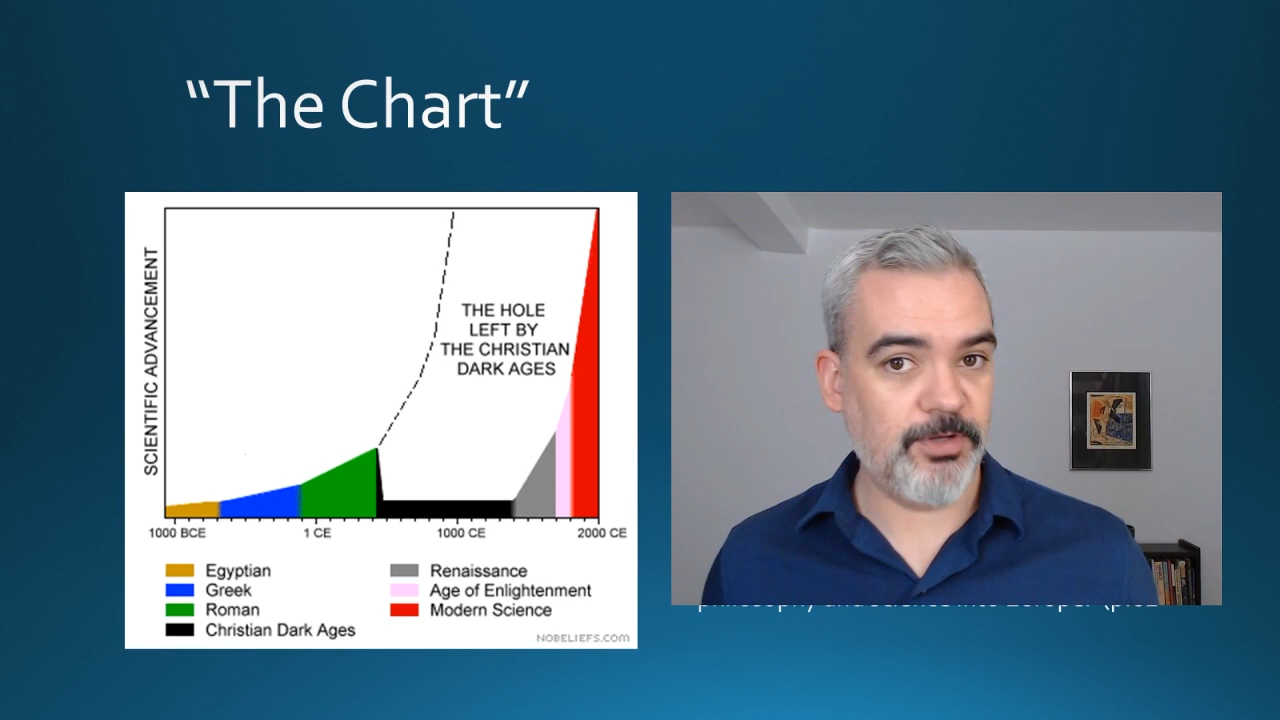 “The Chart”
SCIENTIFIC ADVANCEMENT
THE HOLE
LEFT BY
THE CHRISTIAN
DARK AGES
1000 BCE 1 CE 1000 CE 2000 CE
Egyptian
Greek
Roman
Christian Dark Ages
Renaissance
Age of Enlightenment
Modern Science
NOBELIEFS.COM